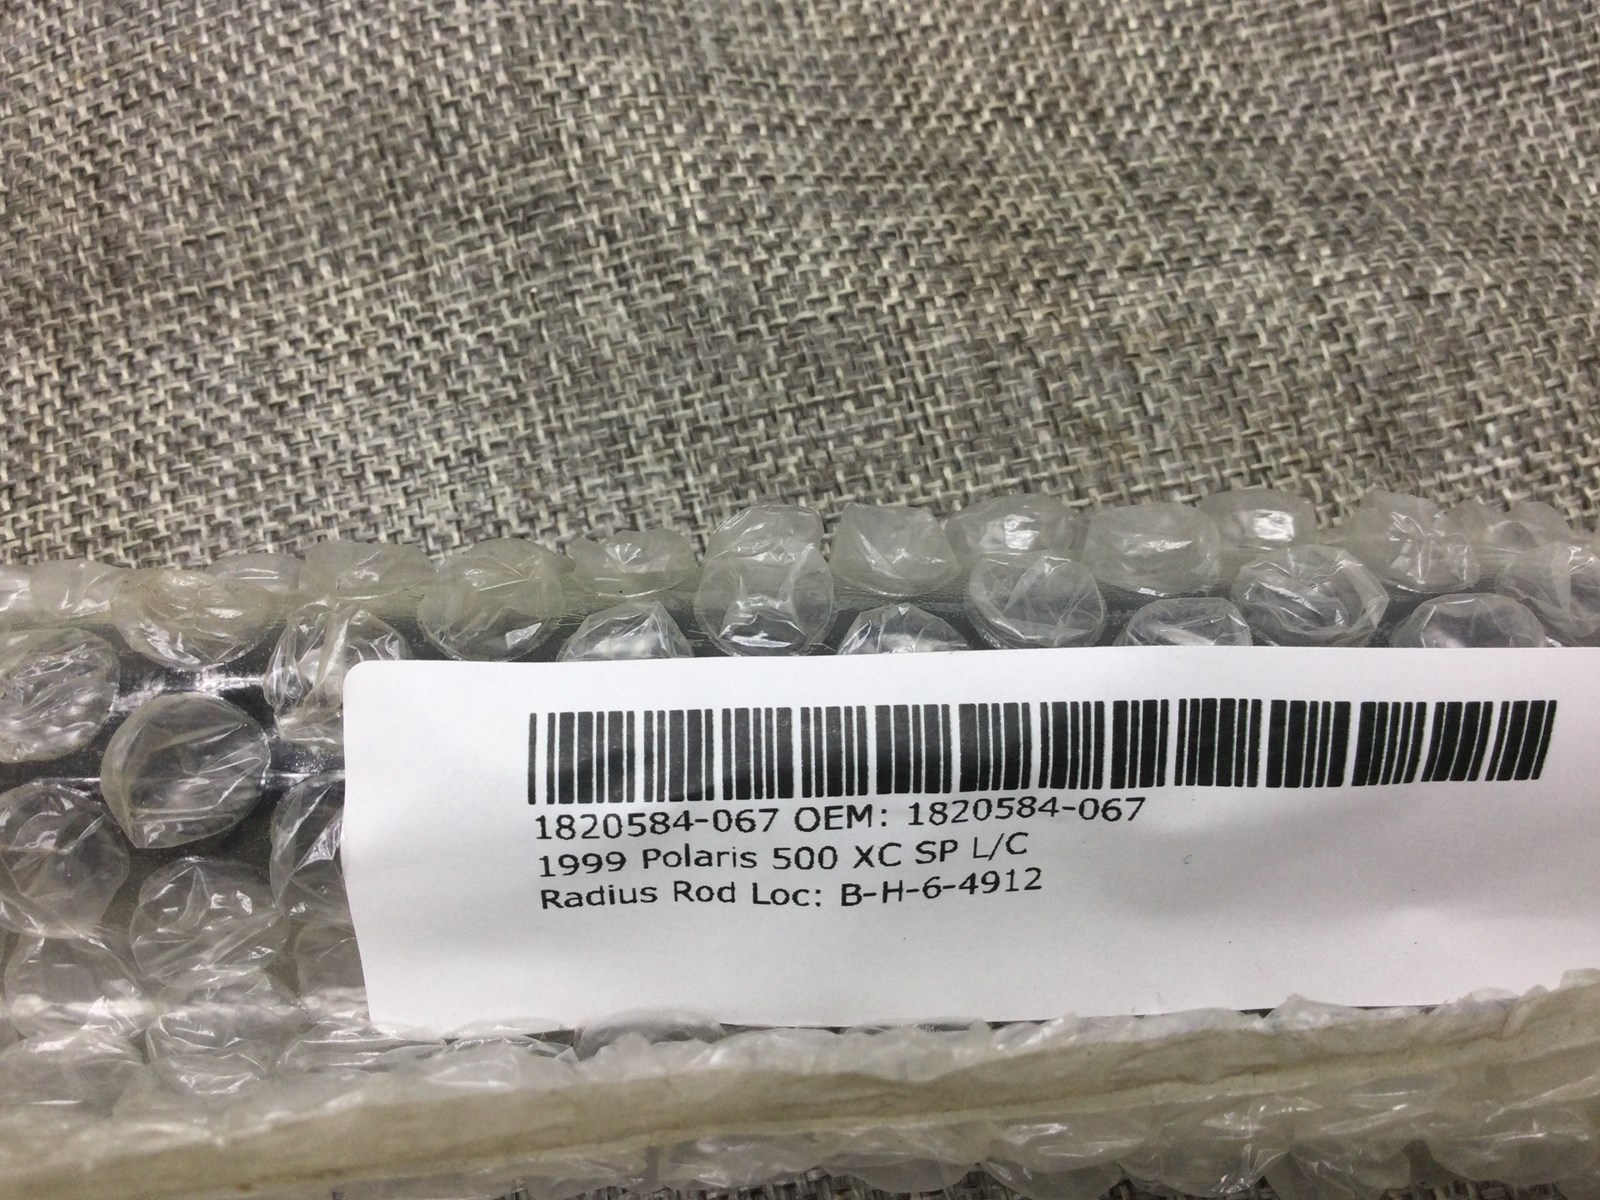 1820584-067 OEM: 1820584-067
1999 Polaris 500 XC SP L/C
Radius Rod Loc: B-H-6-4912